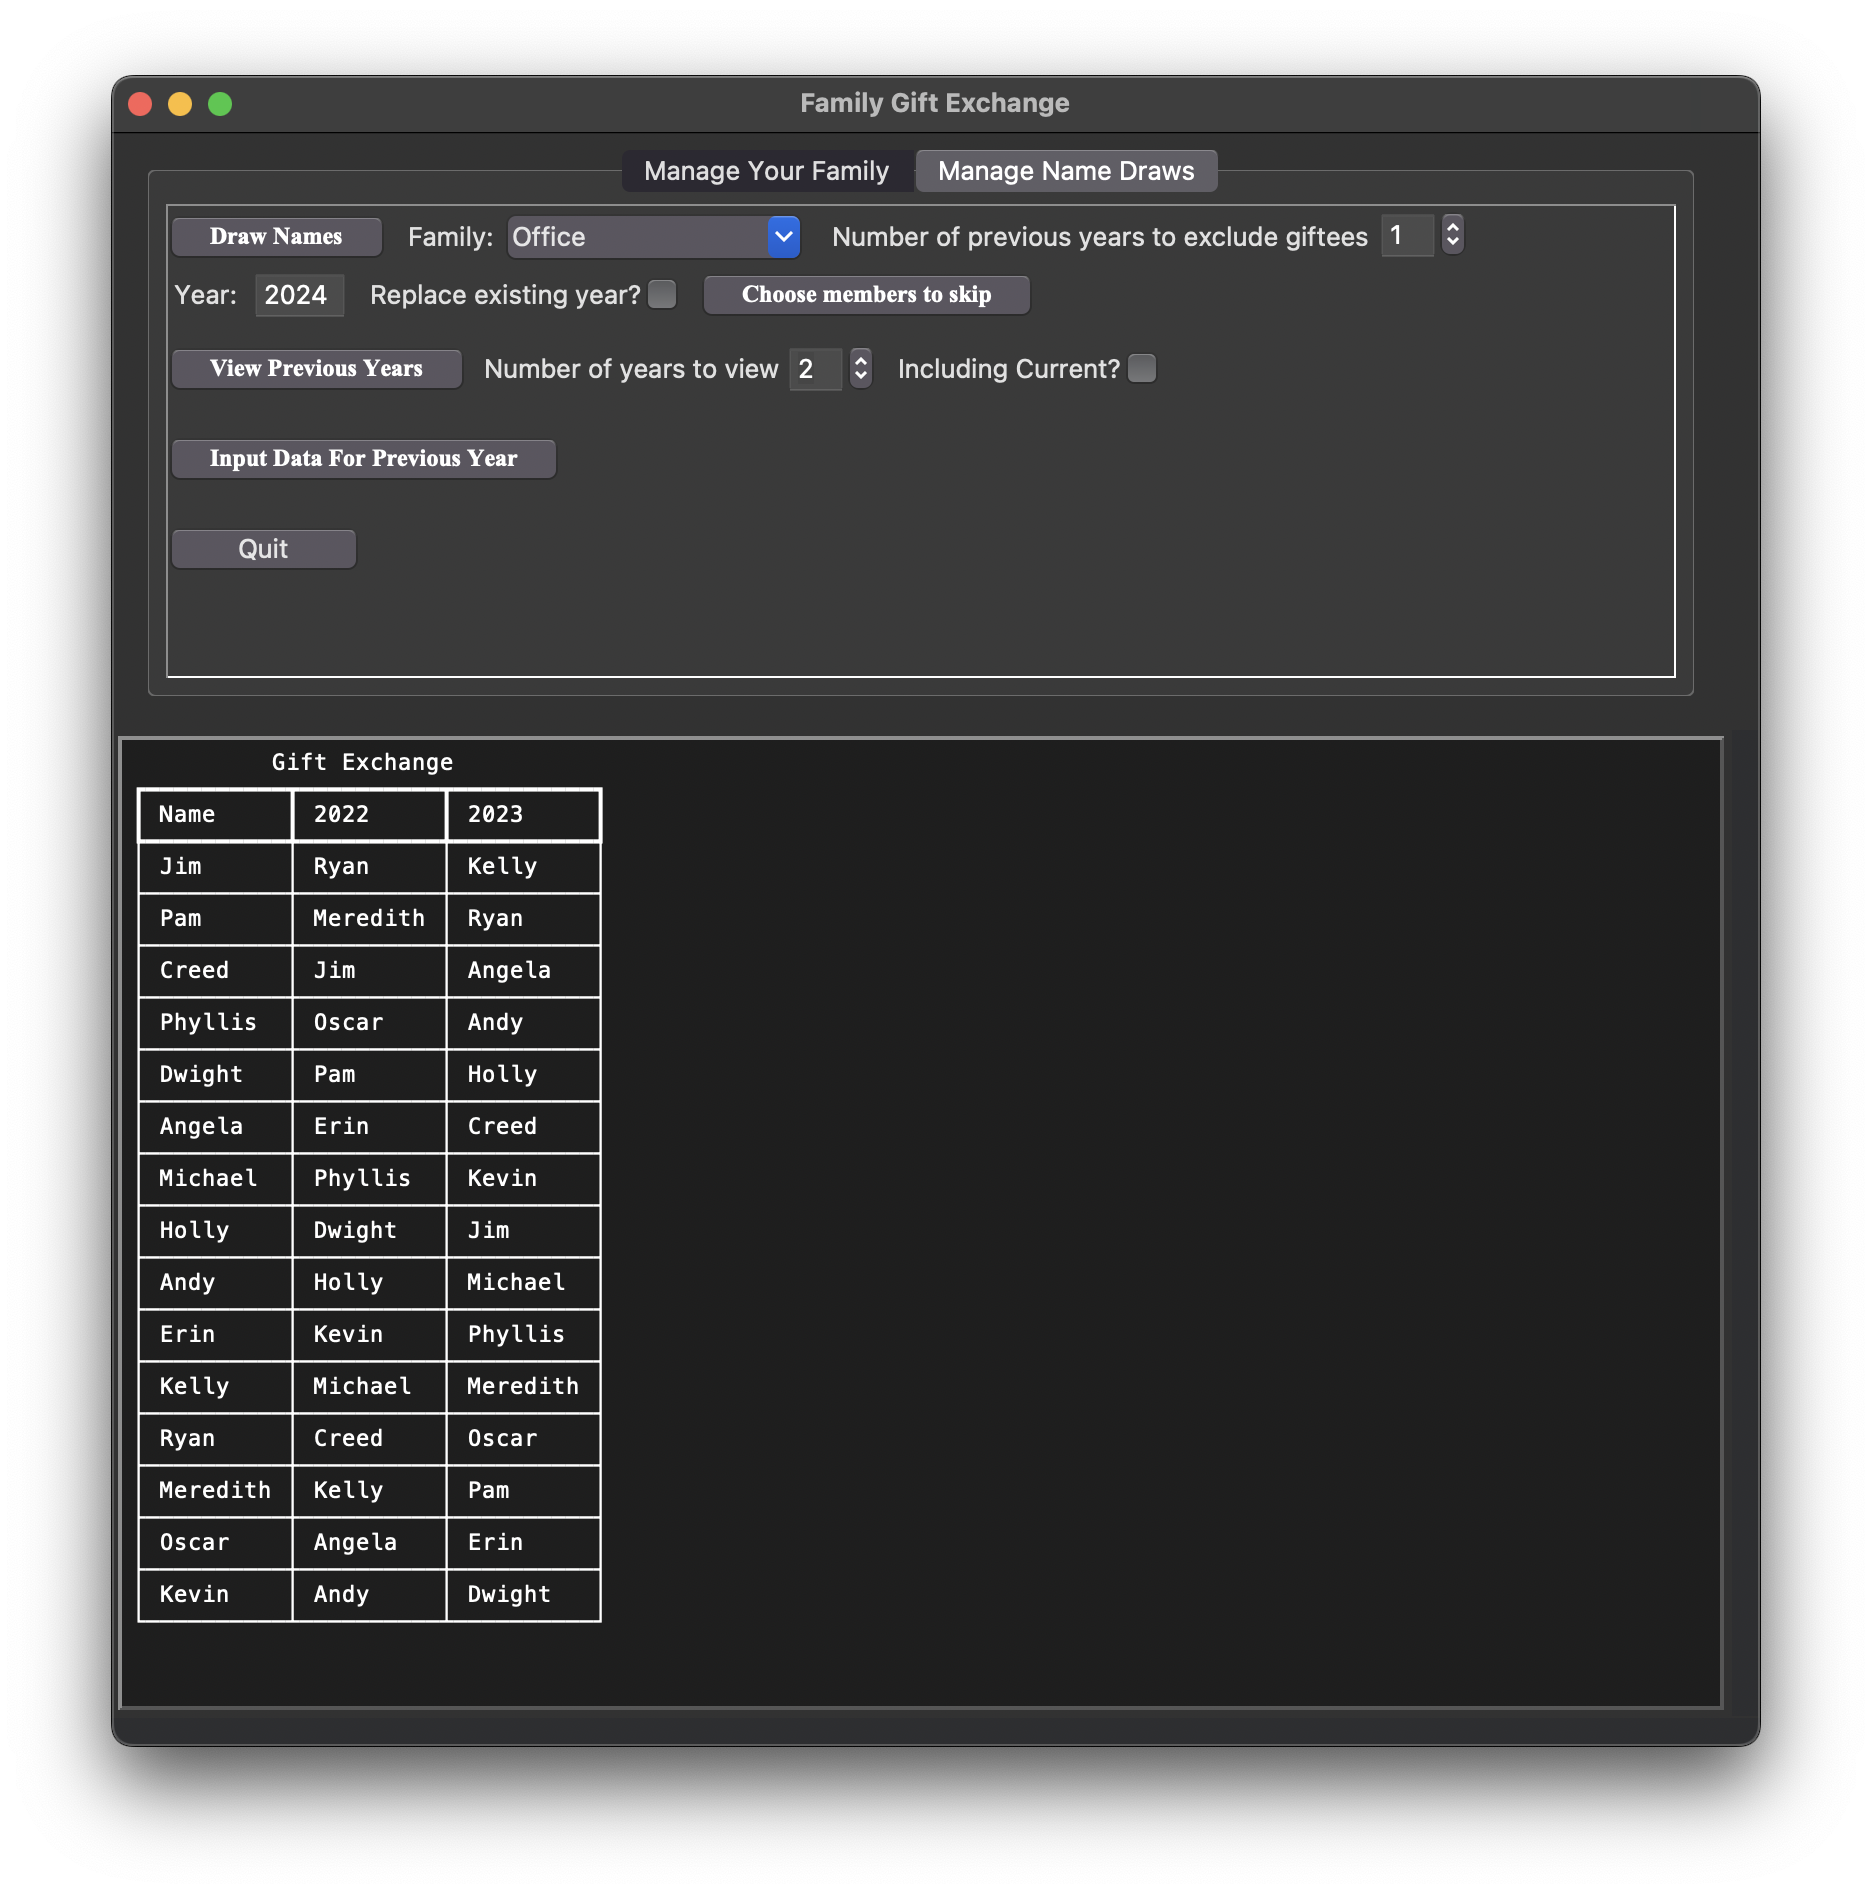 Family Gift Exchange
Manage Your Family Manage Name Draws
Draw Names Family: Office Number of previous years to exclude giftees 1
Year: 2024 Replace existing year? Choose members to skip
View Previous Years Number of years to view 2 Including Current?
Input Data For Previous Year
Quit
Gift Exchange
Name 2022 2023
Jim Ryan Kelly
Pam Meredith Ryan
Creed Jim Angela
Phyllis Oscar Andy
Dwight Pam Holly
Angela Erin Creed
Michael Phyllis Kevin
Holly Dwight Jim
Andy Holly Michael
Erin Kevin Phyllis
Kelly Michael Meredith
Ryan Creed Oscar
Meredith Kelly Pam
Oscar Angela Erin
Kevin Andy Dwight